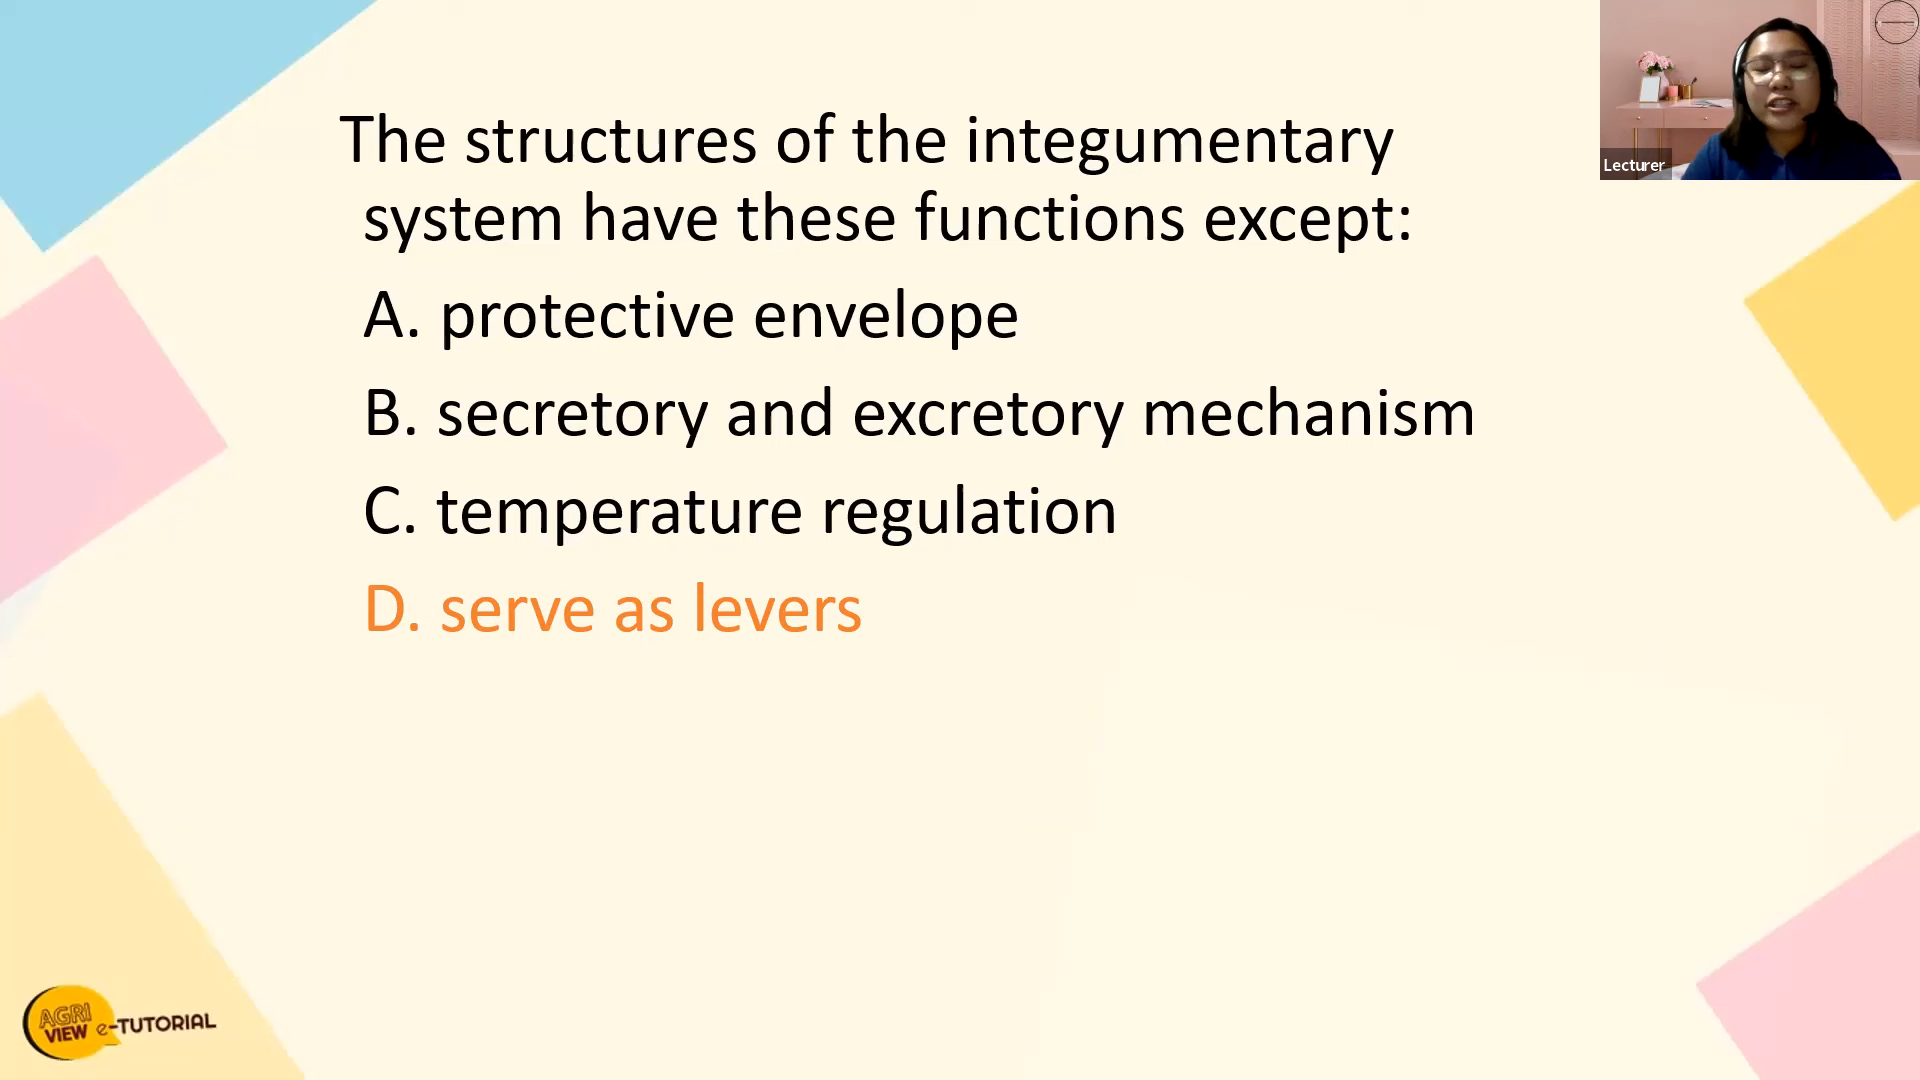 The structures of the integumentary
system have these functions except:
A. protective envelope
B. secretory and excretory mechanism
C. temperature regulation
D. serve as levers
Lecturer
AGRI
VIEW e-TUTORIAL